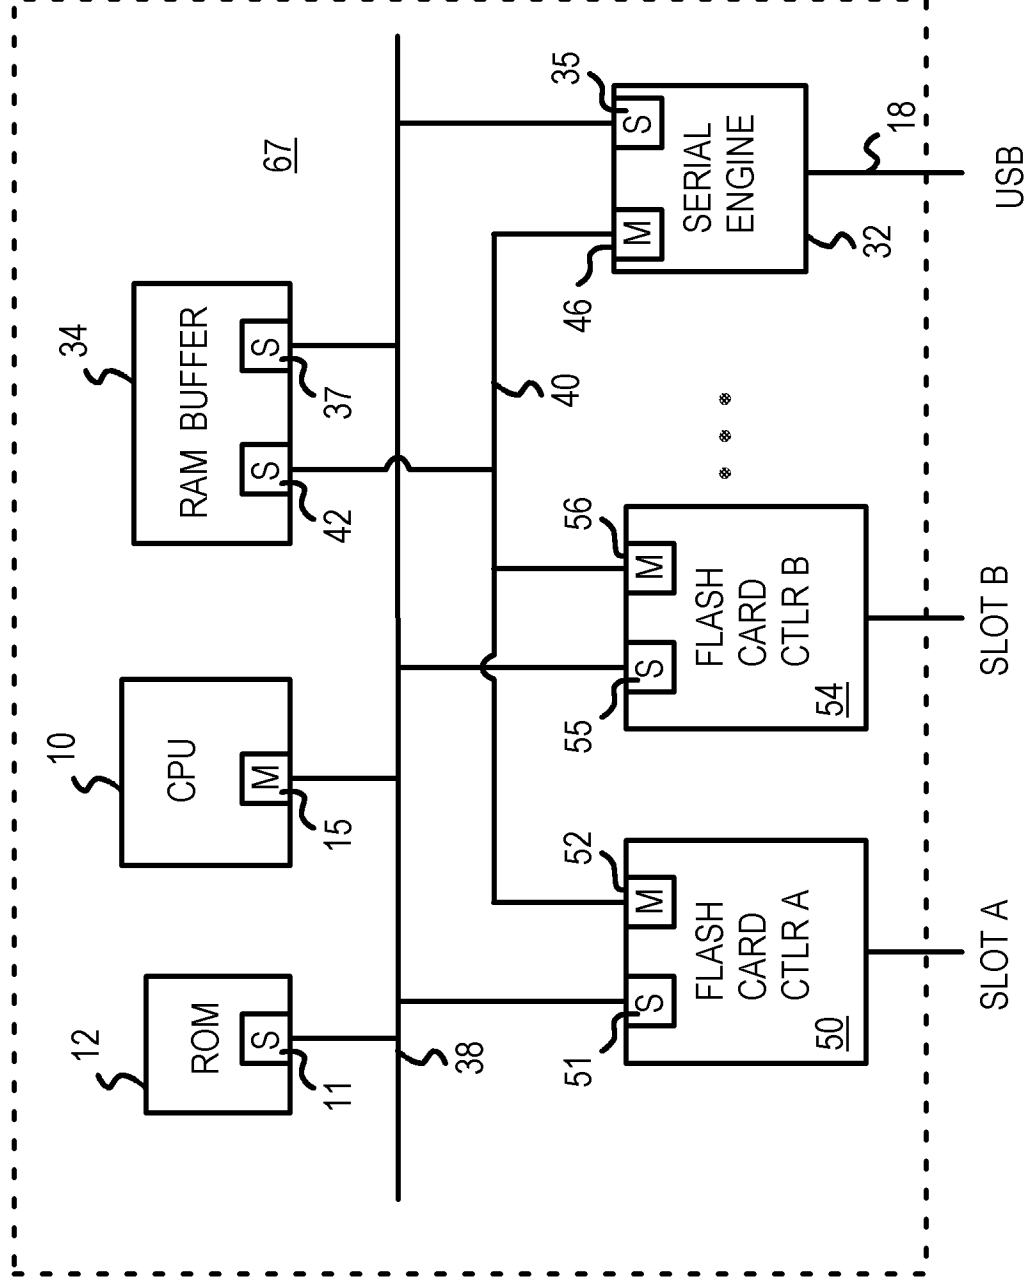 67
34
RAM BUFFER
S
37
S
42
10
CPU
M
15
12
ROM
S
11
38
40
35
S
M
46
SERIAL
ENGINE
32
18
USB
56
M
S
55
FLASH
CARD
CTLR B
54
SLOT B
52
M
S
51
FLASH
CARD
CTLR A
50
SLOT A